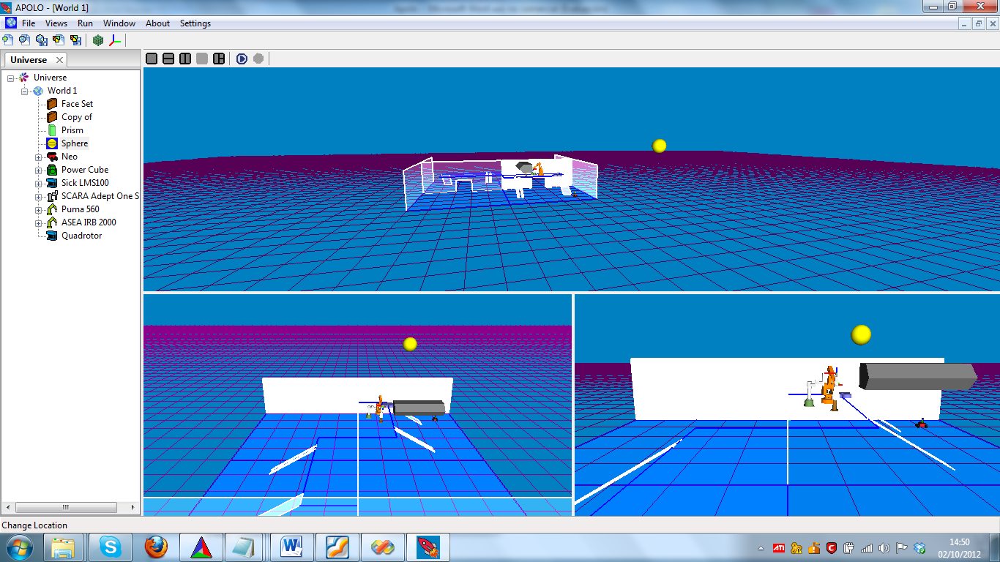 APOLO - [World 1]
File Views Run Window About Settings
Universe
Universe
World 1
Face Set
Copy of
Prism
Sphere
Neo
Power Cube
Sick LMS100
SCARA Adept One S
Puma 560
ASEA IRB 2000
Quadrotor
Change Location
ATI
14:50
02/10/2012